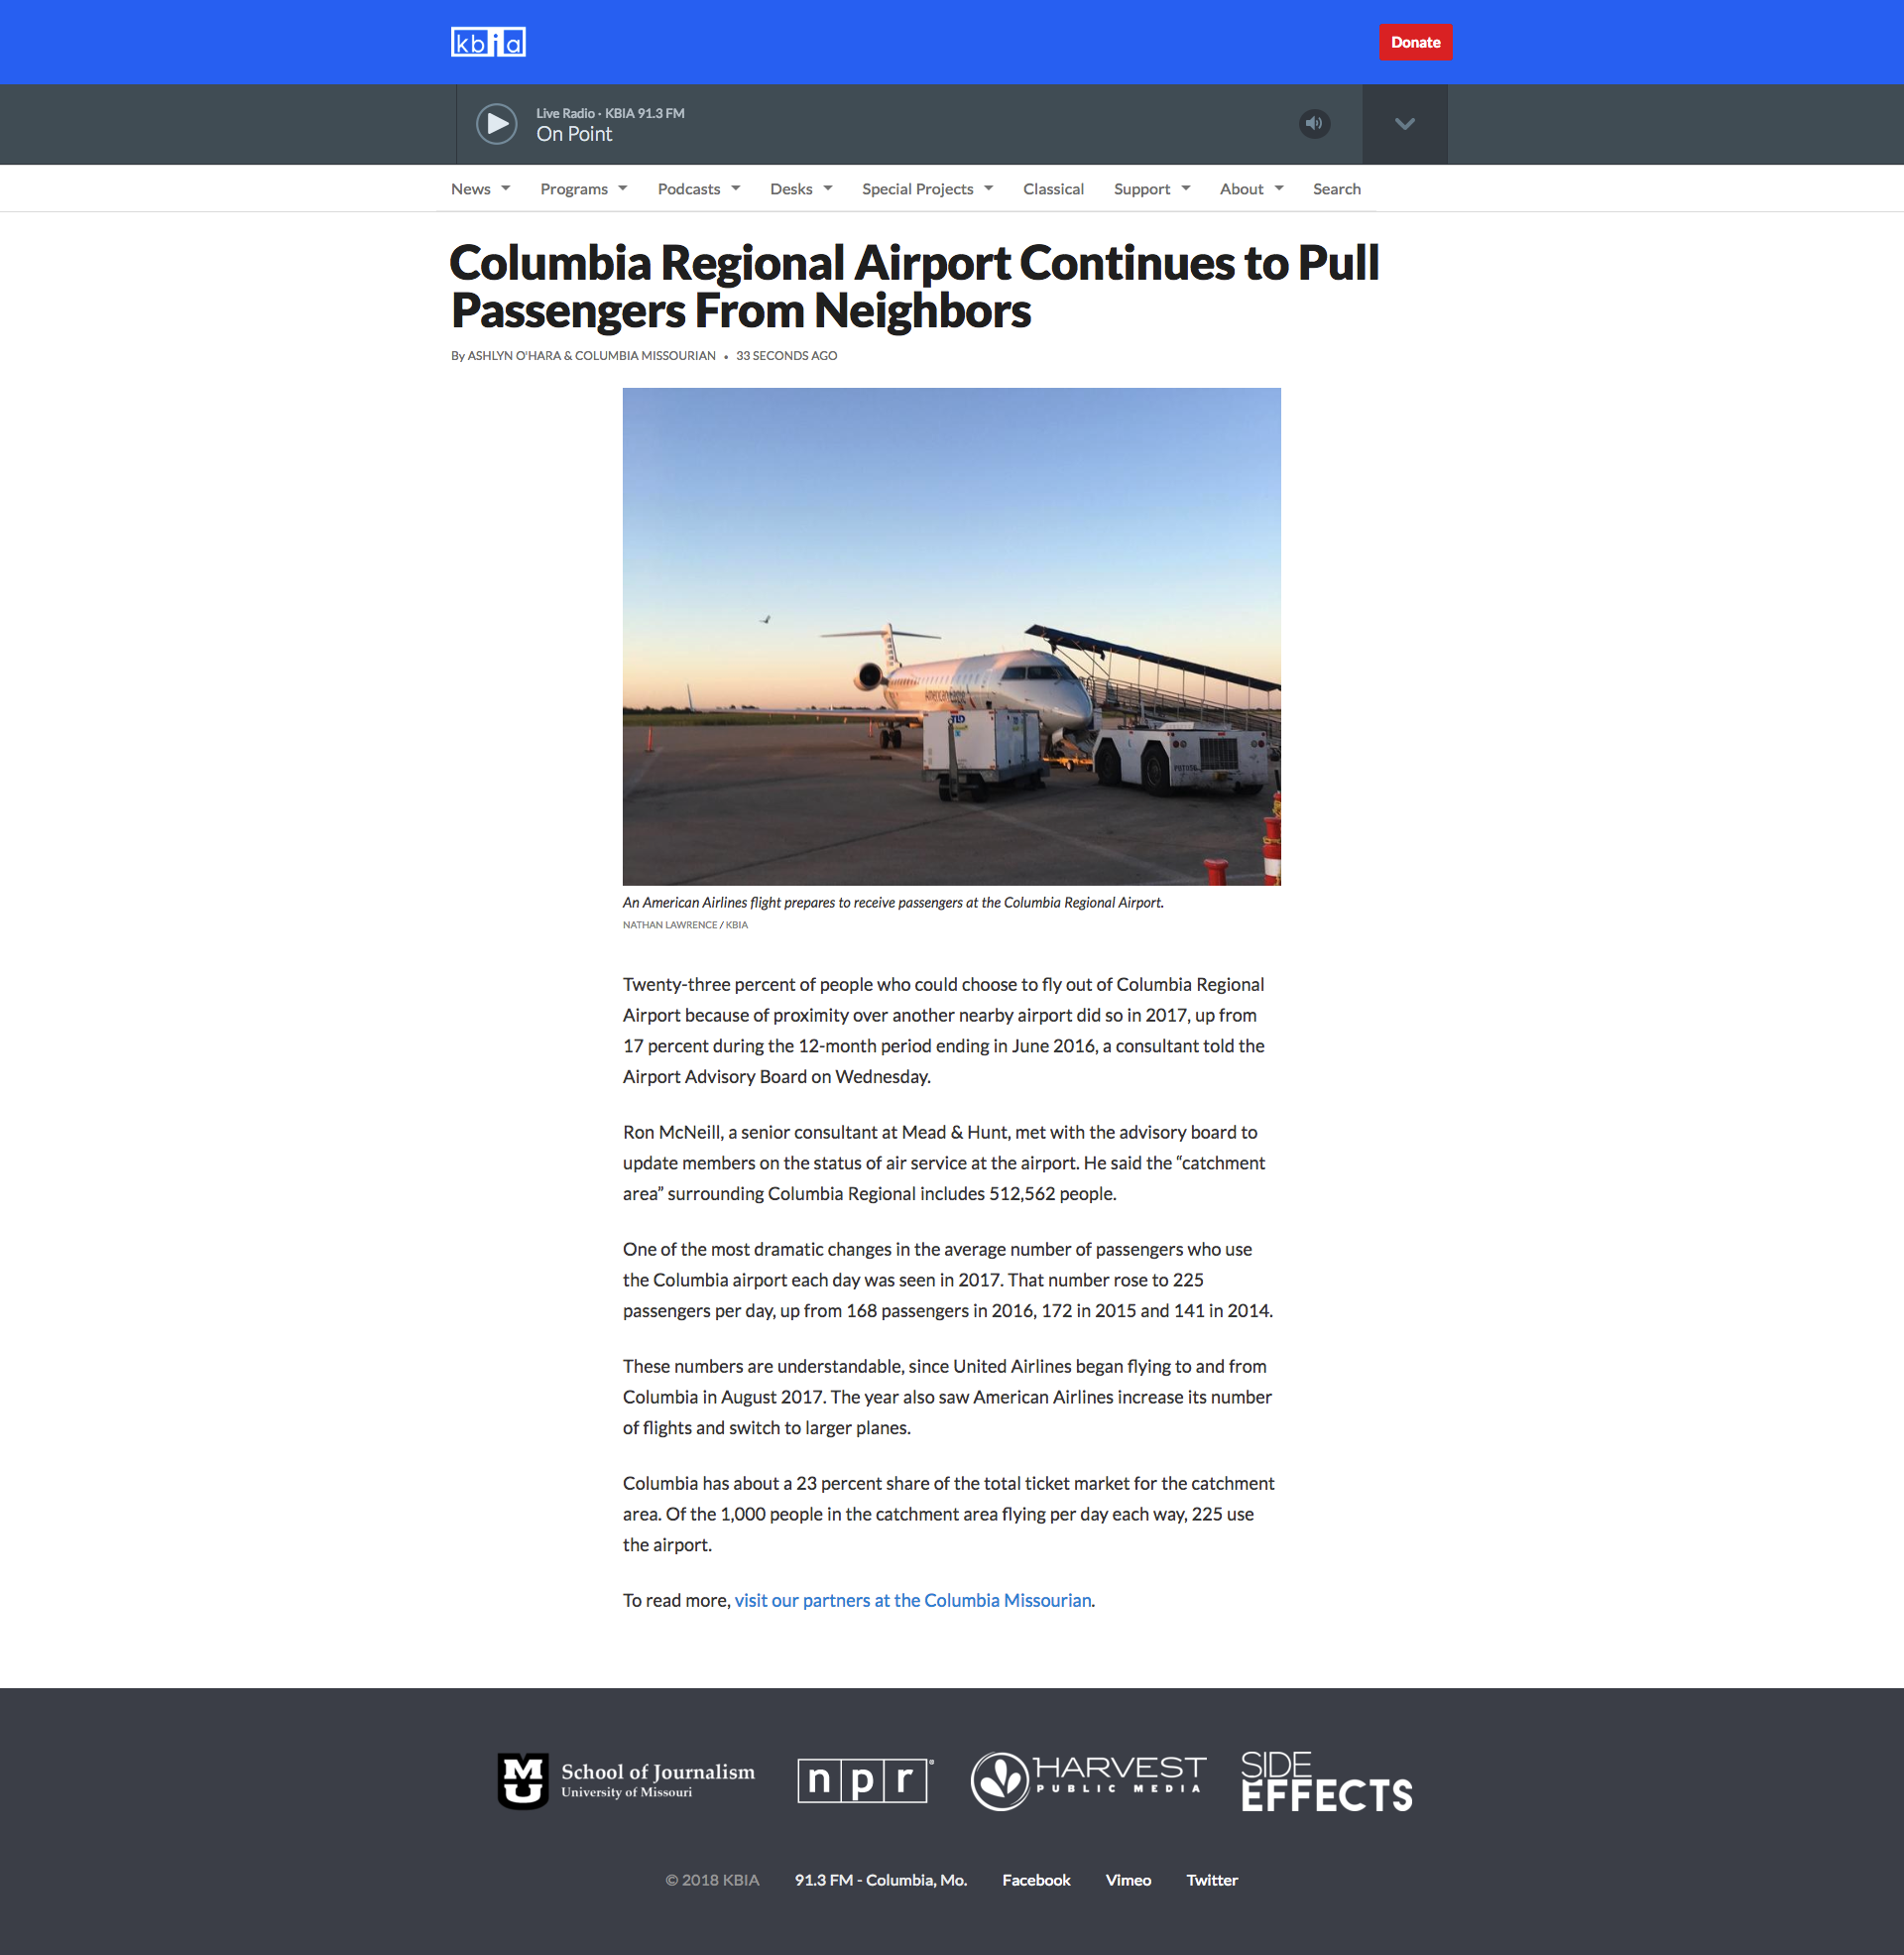 kbia
Donate
Live Radio · KBIA 91.3 FM
On Point
News Programs Podcasts Desks Special Projects Classical Support About Search
Columbia Regional Airport Continues to Pull
Passengers From Neighbors
By ASHLYN O'HARA & COLUMBIA MISSOURIAN • 33 SECONDS AGO
TLD
An American Airlines flight prepares to receive passengers at the Columbia Regional Airport.
NATHAN LAWRENCE / KBIA
Twenty-three percent of people who could choose to fly out of Columbia Regional
Airport because of proximity over another nearby airport did so in 2017, up from
17 percent during the 12-month period ending in June 2016, a consultant told the
Airport Advisory Board on Wednesday.
Ron McNeill, a senior consultant at Mead & Hunt, met with the advisory board to
update members on the status of air service at the airport. He said the “catchment
area” surrounding Columbia Regional includes 512,562 people.
One of the most dramatic changes in the average number of passengers who use
the Columbia airport each day was seen in 2017. That number rose to 225
passengers per day, up from 168 passengers in 2016, 172 in 2015 and 141 in 2014.
These numbers are understandable, since United Airlines began flying to and from
Columbia in August 2017. The year also saw American Airlines increase its number
of flights and switch to larger planes.
Columbia has about a 23 percent share of the total ticket market for the catchment
area. Of the 1,000 people in the catchment area flying per day each way, 225 use
the airport.
To read more, visit our partners at the Columbia Missourian.
MU School of Journalism
University of Missouri
npr®
HARVEST
PUBLIC MEDIA
SIDE
EFFECTS
© 2018 KBIA 91.3 FM - Columbia, Mo. Facebook Vimeo Twitter